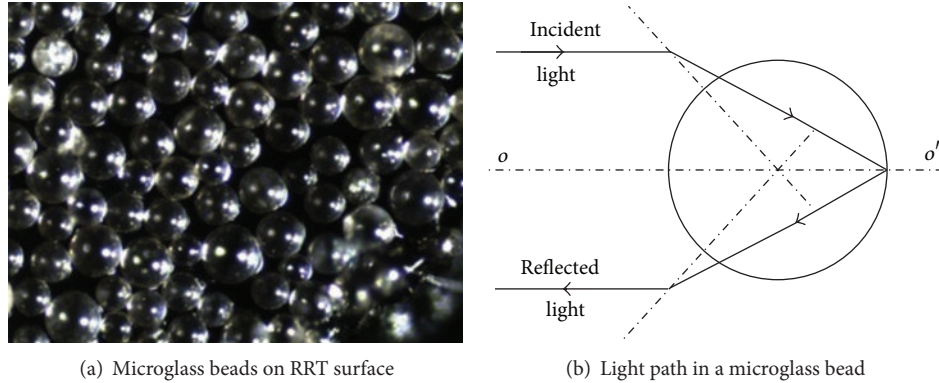 Incident
light
o
o′
Reflected
light
(a) Microglass beads on RRT surface
(b) Light path in a microglass bead